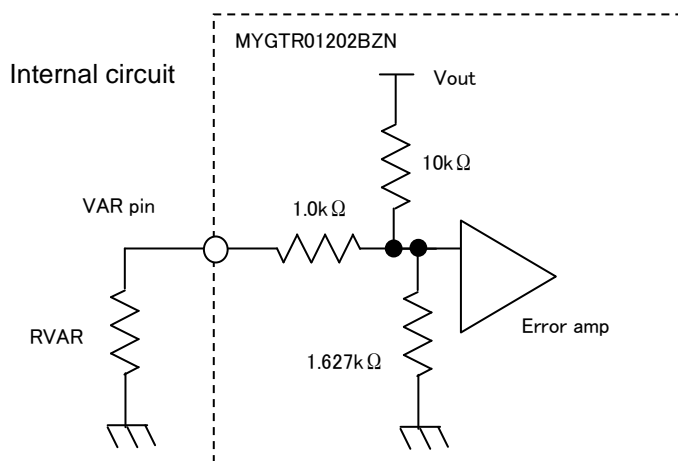 MYGTR01202BZN
Internal circuit
Vout
10kΩ
VAR pin
1.0kΩ
RVAR
Error amp
1.627kΩ